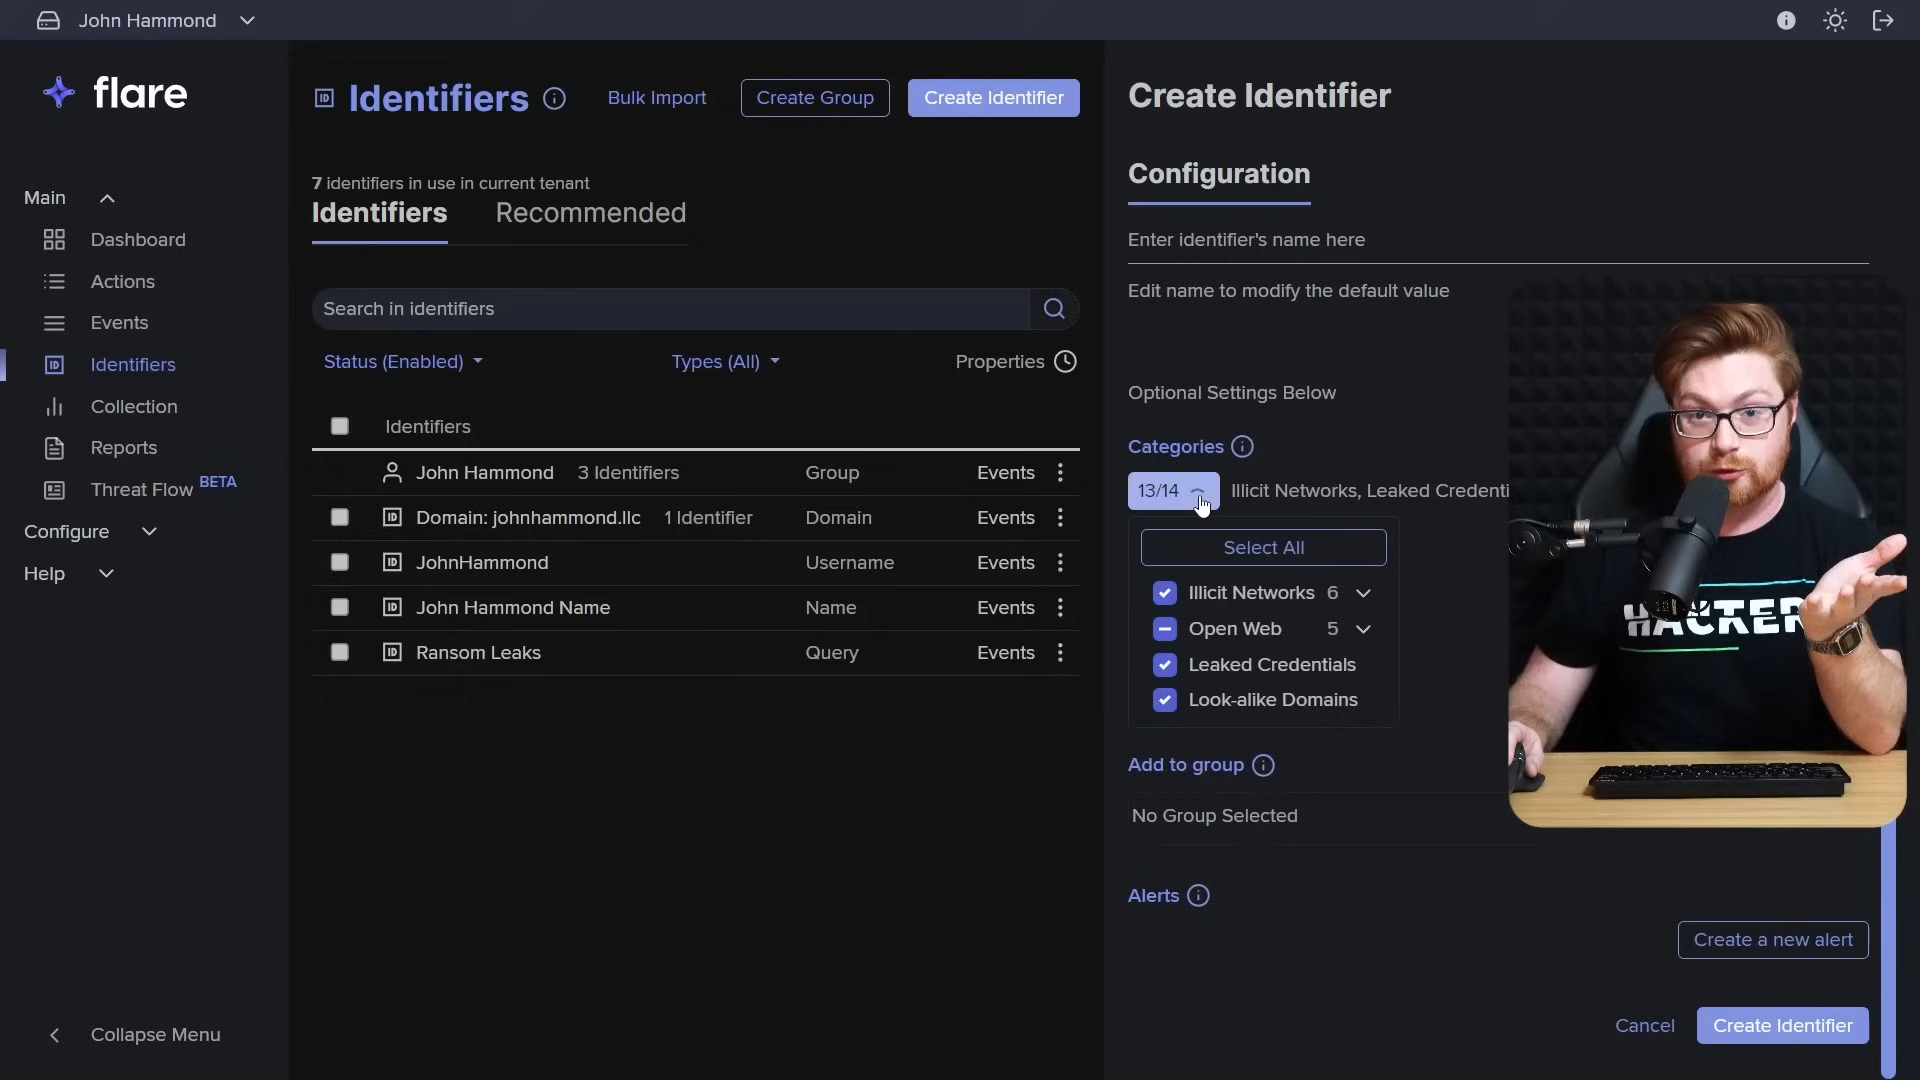 John Hammond
flare
Main
Dashboard
Actions
Events
Identifiers
Collection
Reports
Threat Flow BETA
Configure
Help
Collapse Menu
Identifiers
Bulk Import
Create Group
Create Identifier
7 identifiers in use in current tenant
Identifiers
Recommended
Search in identifiers
Status (Enabled)
Types (All)
Properties
Identifiers
John Hammond 3 Identifiers Group Events
Domain: johnhammond.llc 1 Identifier Domain Events
JohnHammond Username Events
John Hammond Name Name Events
Ransom Leaks Query Events
Create Identifier
Configuration
Enter identifier's name here
Edit name to modify the default value
Optional Settings Below
Categories
13/14 Illicit Networks, Leaked Credenti
Select All
Illicit Networks 6
Open Web 5
Leaked Credentials
Look-alike Domains
Add to group
No Group Selected
Alerts
Create a new alert
Cancel
Create Identifier
HACKER